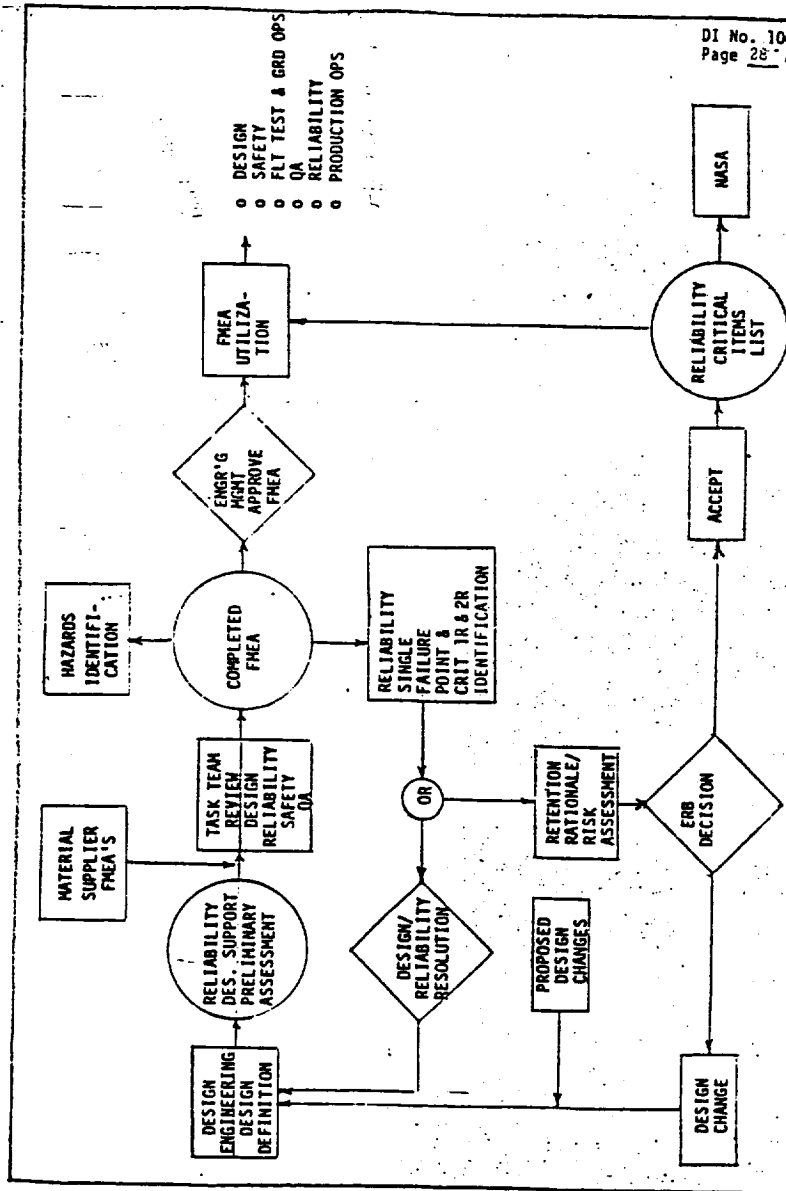 DI No. 10
Page 28
DESIGN
ENGINEERING
DESIGN
DEFINITION
RELIABILITY
DES. SUPPORT
PRELIMINARY
ASSESSMENT
MATERIAL
SUPPLIER
FMEA'S
TASK TEAM
REVIEW
DESIGN
RELIABILITY
SAFETY
QA
COMPLETED
FMEA
HAZARDS
IDENTIFI-
CATION
ENGR'G
MGMT
APPROVE
FMEA
FMEA
UTILIZA-
TION
o DESIGN
o SAFETY
o FLT TEST & GRD OPS
o QA
o RELIABILITY
o PRODUCTION OPS
RELIABILITY
SINGLE
FAILURE
POINT &
CRIT 1R & 2R
IDENTIFICATION
OR
DESIGN/
RELIABILITY
RESOLUTION
RETENTION
RATIONALE/
RISK
ASSESSMENT
PROPOSED
DESIGN
CHANGES
ERB
DECISION
DESIGN
CHANGE
ACCEPT
RELIABILITY
CRITICAL
ITEMS
LIST
NASA